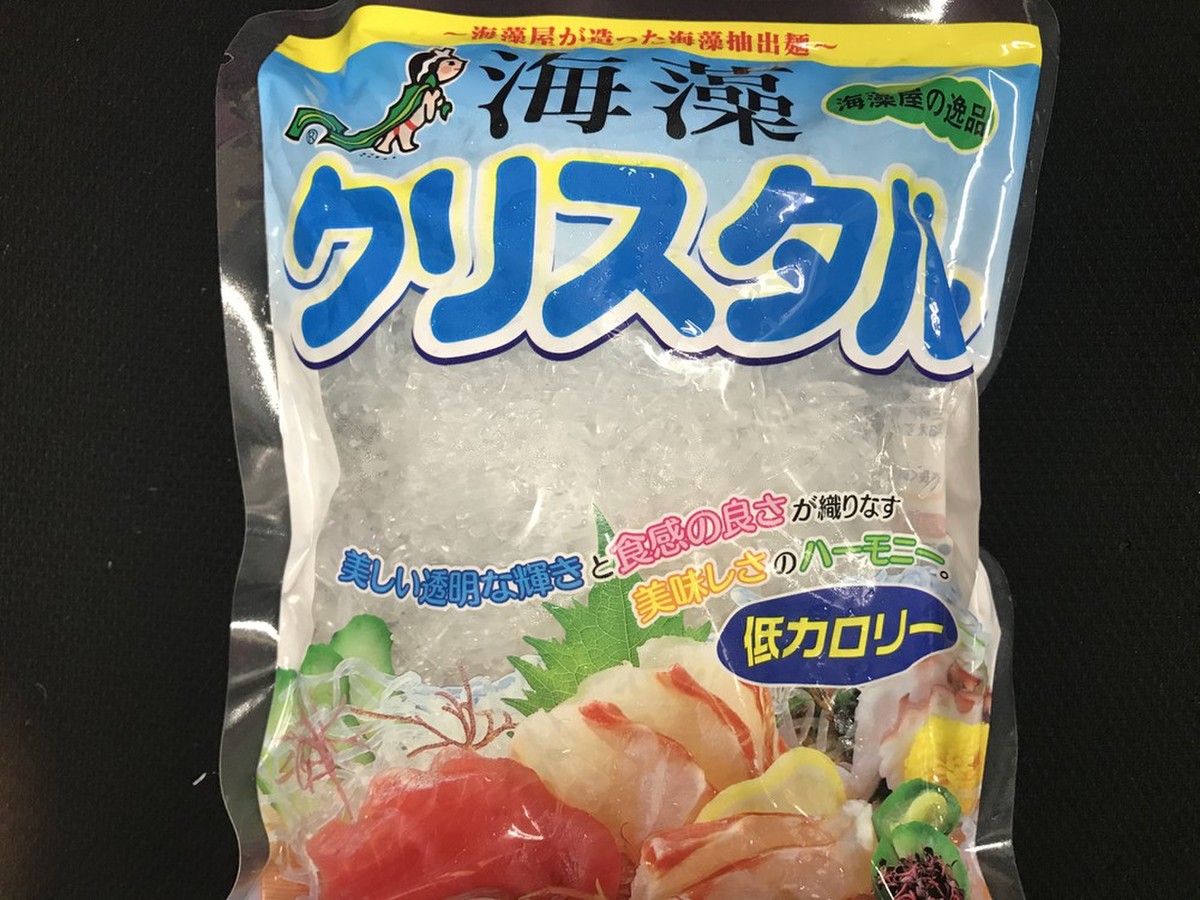 ~海藻屋が造った海藻抽出麺~
海藻
海藻屋の逸品
クリスタル
美しい透明な輝きと食感の良さが織りなす
美味しさのハーモニー。
低カロリー
®